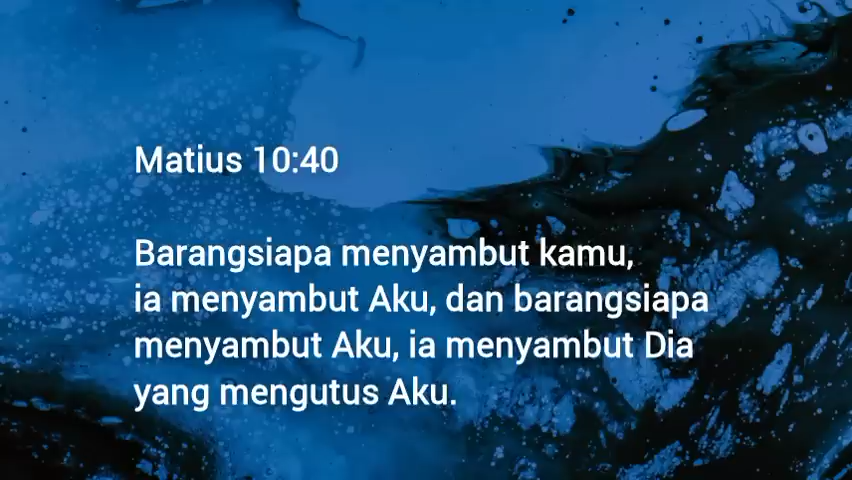 Matius 10:40
Barangsiapa menyambut kamu,
ia menyambut Aku, dan barangsiapa
menyambut Aku, ia menyambut Dia
yang mengutus Aku.